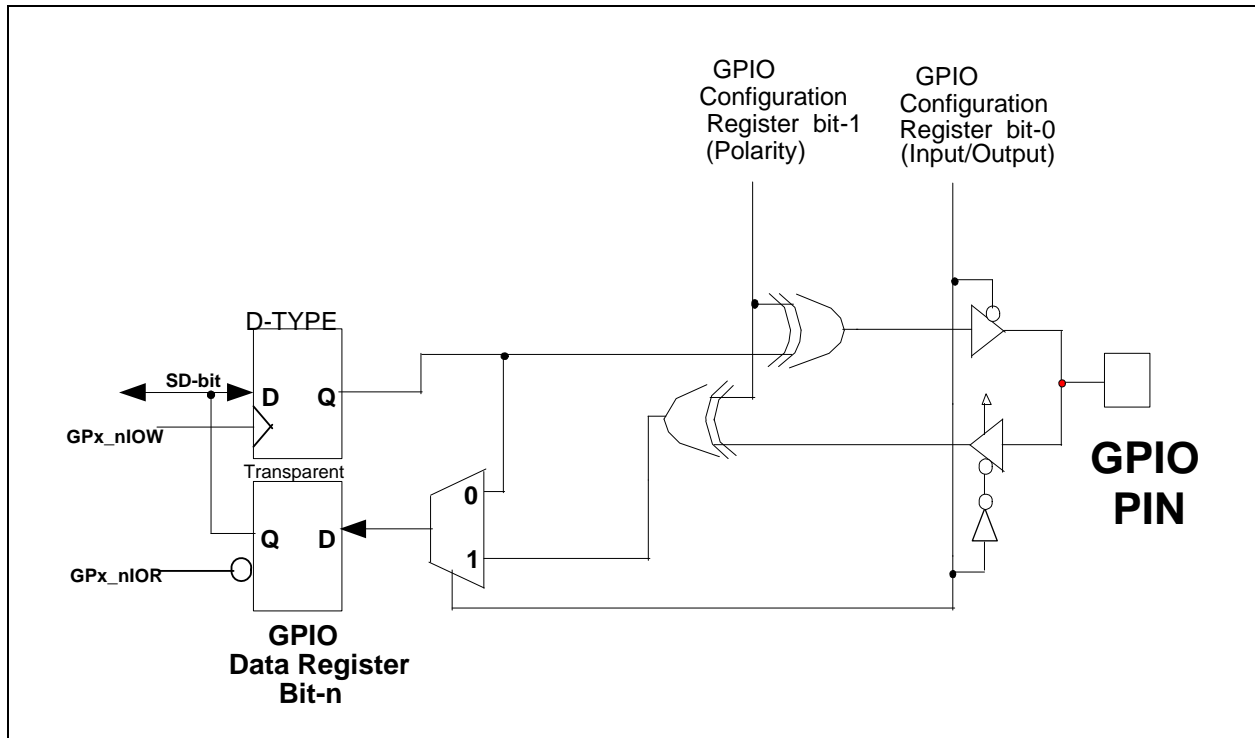 GPIO
Configuration
Register bit-1
(Polarity)
GPIO
Configuration
Register bit-0
(Input/Output)
D-TYPE
SD-bit
D
Q
GPx_nIOW
Transparent
Q
D
GPx_nIOR
0
1
GPIO
PIN
GPIO
Data Register
Bit-n